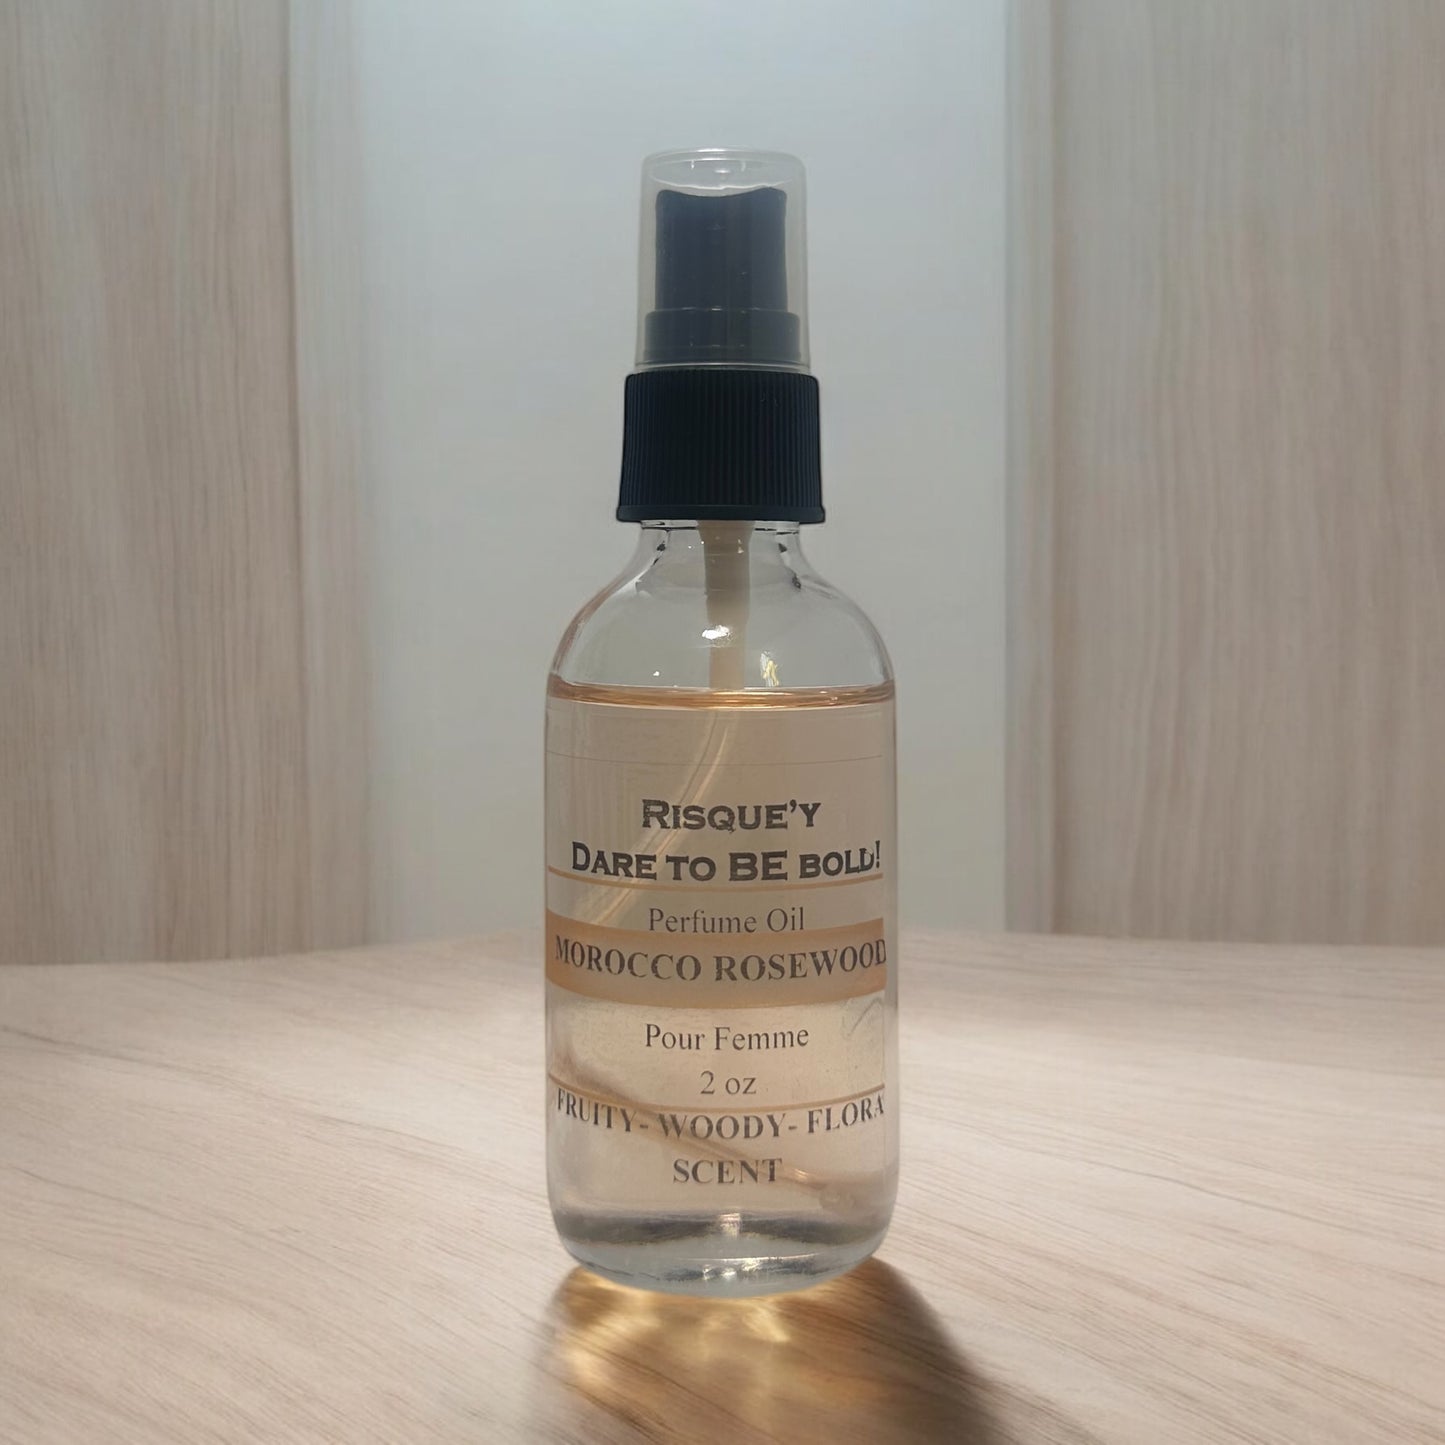 Risque'y
Dare to BE bold!
Perfume Oil
MOROCCO ROSEWOOD
Pour Femme
2 oz
FRUITY- WOODY- FLORA
SCENT